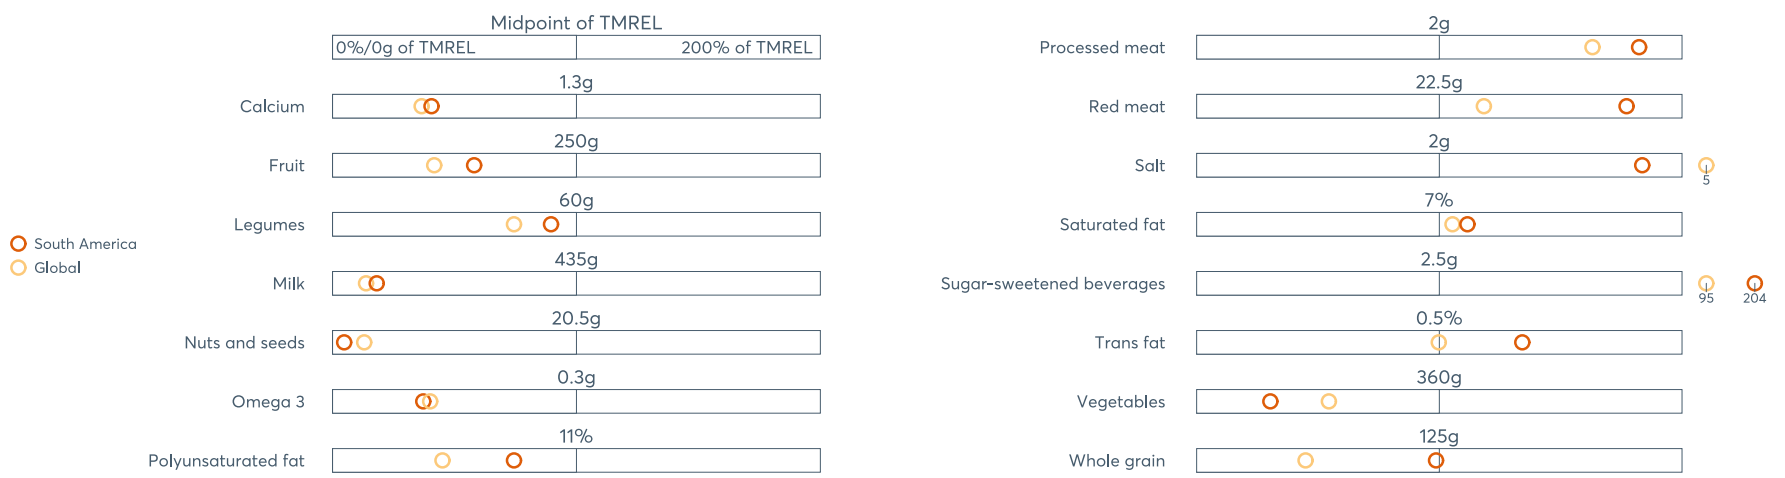 Midpoint of TMREL
0%/0g of TMREL 200% of TMREL
1.3g
Calcium
250g
Fruit
60g
Legumes
435g
Milk
20.5g
Nuts and seeds
0.3g
Omega 3
11%
Polyunsaturated fat
South America
Global
2g
Processed meat
22.5g
Red meat
2g
Salt
5
7%
Saturated fat
2.5g
Sugar-sweetened beverages
95 204
0.5%
Trans fat
360g
Vegetables
125g
Whole grain